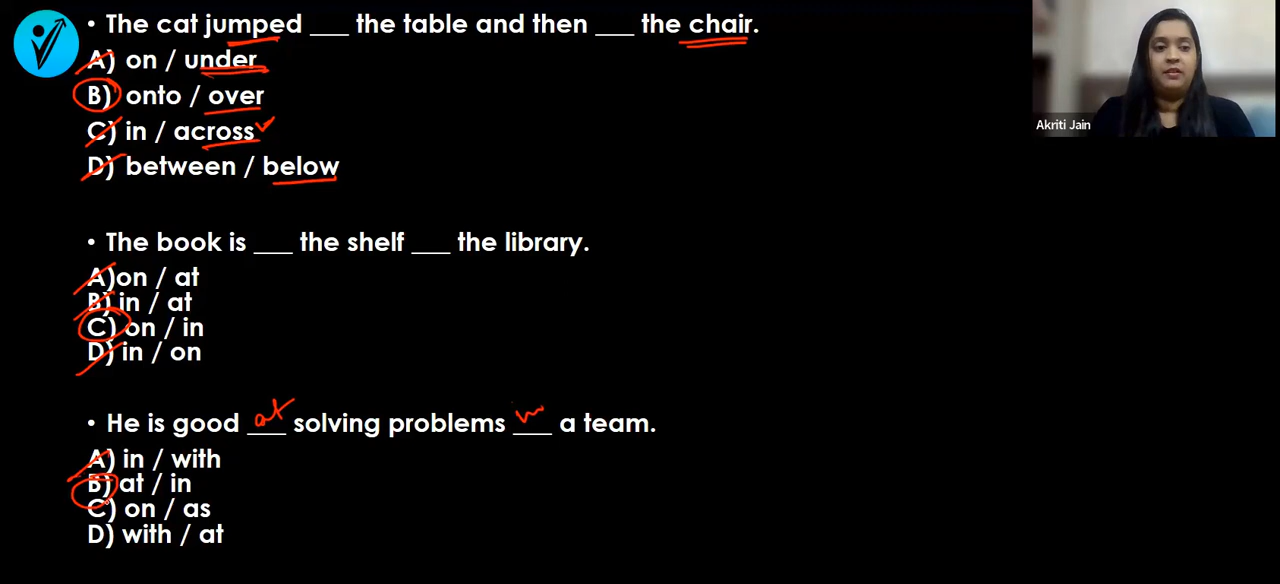 • The cat jumped ___ the table and then ___ the chair.
A) on / under
B) onto / over
C) in / across
D) between / below
• The book is ___ the shelf ___ the library.
A)on / at
B) in / at
C) on / in
D) in / on
• He is good at solving problems in a team.
A) in / with
B) at / in
C) on / as
D) with / at
Akriti Jain